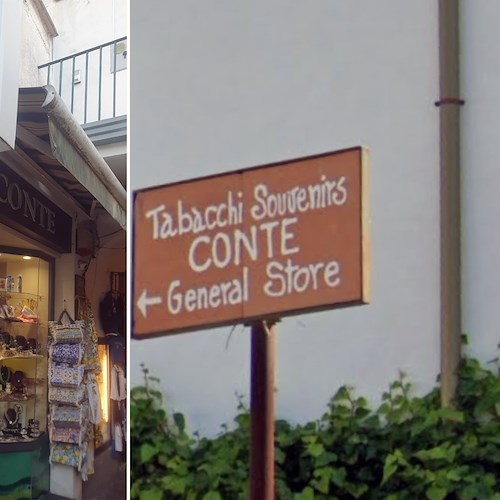 CONTE
Tabacchi Souvenirs
CONTE
← General Store